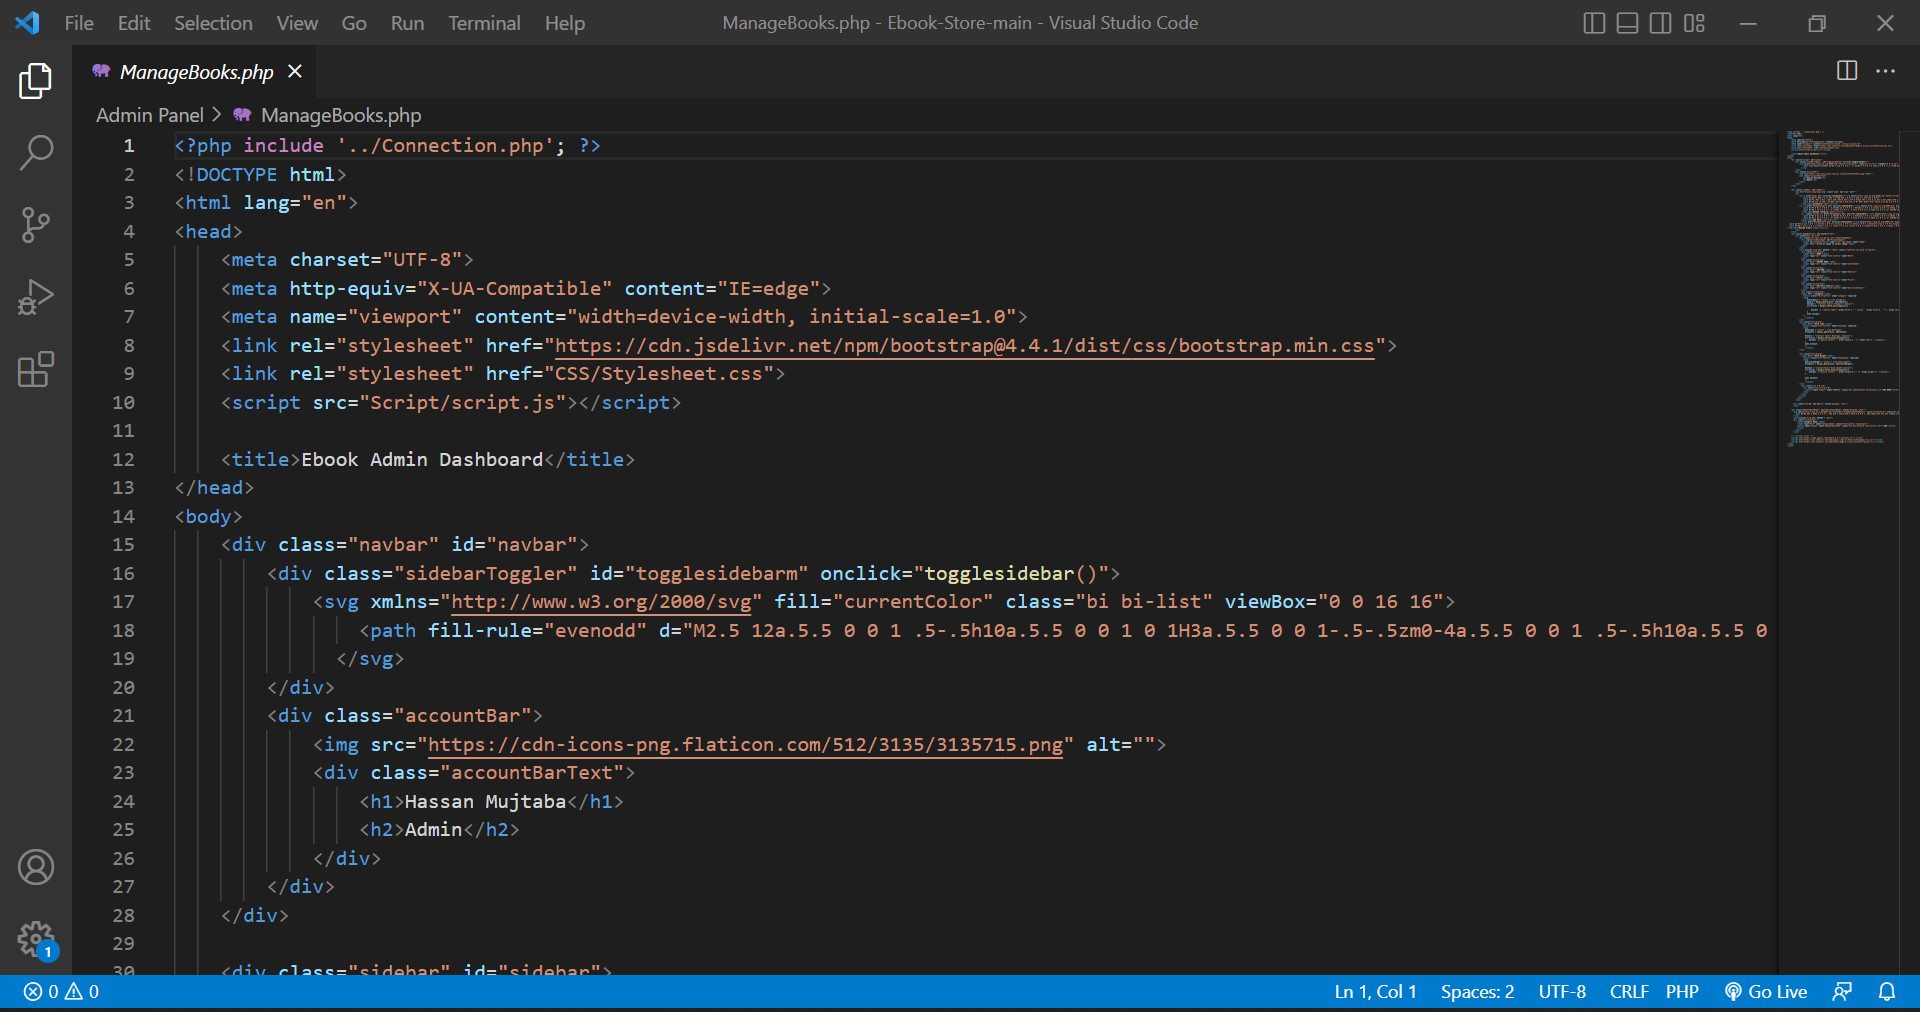 File Edit Selection View Go Run Terminal Help ManageBooks.php - Ebook-Store-main - Visual Studio Code
ManageBooks.php
Admin Panel > ManageBooks.php
1 <?php include '../Connection.php'; ?>
2 <!DOCTYPE html>
3 <html lang="en">
4 <head>
5 <meta charset="UTF-8">
6 <meta http-equiv="X-UA-Compatible" content="IE=edge">
7 <meta name="viewport" content="width=device-width, initial-scale=1.0">
8 <link rel="stylesheet" href="https://cdn.jsdelivr.net/npm/bootstrap@4.4.1/dist/css/bootstrap.min.css">
9 <link rel="stylesheet" href="CSS/Stylesheet.css">
10 <script src="Script/script.js"></script>
11
12 <title>Ebook Admin Dashboard</title>
13 </head>
14 <body>
15 <div class="navbar" id="navbar">
16 <div class="sidebarToggler" id="togglesidebarm" onclick="togglesidebar()">
17 <svg xmlns="http://www.w3.org/2000/svg" fill="currentColor" class="bi bi-list" viewBox="0 0 16 16">
18 <path fill-rule="evenodd" d="M2.5 12a.5.5 0 0 1 .5-.5h10a.5.5 0 0 1 0 1H3a.5.5 0 0 1-.5-.5zm0-4a.5.5 0 0 1 .5-.5h10a.5.5 0
19 </svg>
20 </div>
21 <div class="accountBar">
22 <img src="https://cdn-icons-png.flaticon.com/512/3135/3135715.png" alt="">
23 <div class="accountBarText">
24 <h1>Hassan Mujtaba</h1>
25 <h2>Admin</h2>
26 </div>
27 </div>
28 </div>
29
30 <div class="sidebar" id="sidebar">
1
0 0 Ln 1, Col 1 Spaces: 2 UTF-8 CRLF PHP Go Live